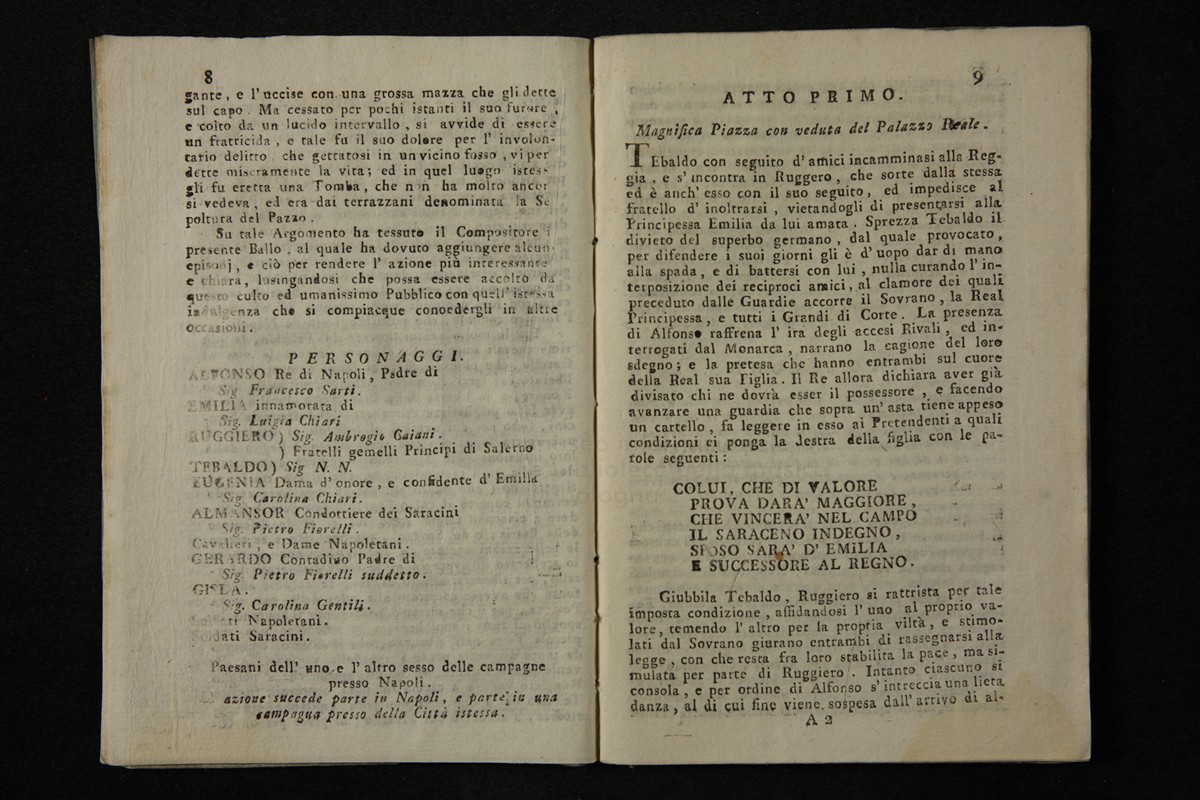 8
gante, e l'uccise con una grossa mazza che gli dette
sul capo. Ma cessato per pochi istanti il suo furore,
e colto da un lucido intervallo, si avvide di essere
un fratricida, e tale fu il suo dolore per l' involon-
tario delitto che gettatosi in un vicino fosso, vi per
dette miseramente la vita; ed in quel luogo istes-
gli fu eretta una Tomba, che non ha molto ancor
si vedeva, ed era dai terrazzani denominata la Se
poltura del Pazzo.
Su tale Argomento ha tessuto il Compositore i
presente Ballo, al quale ha dovuto aggiungere alcun
episodj, e ciò per rendere l' azione più interessante
e chiara, lusingandosi che possa essere accolto da
questo culto ed umanissimo Pubblico con quell' istessa
indulgenza che si compiacque conoedergli in altre
occasioni.
PERSONAGGI.
ALFONSO Re di Napoli, Padre di
Sig. Francesco Sarti.
EMILIA innamorata di
Sig. Luigia Chiari
RUGGIERO ) Sig. Ambrogio Gaiani.
) Fratelli gemelli Principi di Salerno
TEBALDO ) Sig N. N.
EUGENIA Dama d' onore, e confidente d' Emilia
Sig. Carolina Chiari.
ALMANSOR Condottiere dei Saracini
Sig. Pietro Fiorelli.
Cavalieri, e Dame Napoletani.
GERARDO Contradino Padre di
Sig. Pietro Fiorelli suddetto.
GISLA.
Sig. Carolina Gentili.
Soldati Napoletani.
Soldati Saracini.
Paesani dell' uno, e l' altro sesso delle campagne
presso Napoli.
azione succede parte in Napoli, e parte in una
campagna presso della Città istessa.
9
ATTO PRIMO.
Magnifica Piazza con veduta del Palazzo Reale.
TEbaldo con seguito d' amici incamminasi alla Reg-
gia, e s' incontra in Ruggero, che sorte dalla stessa
ed è anch' esso con il suo seguito, ed impedisce al
fratello d' inoltrarsi, vietandogli di presentarsi alla
Principessa Emilia da lui amata. Sprezza Tebaldo il
divieto del superbo germano, dal quale provocato,
per difendere i suoi giorni gli è d' uopo dar di mano
alla spada, e di battersi con lui, nulla curando l' in-
terposizione dei reciproci amici, al clamore dei quali
preceduto dalle Guardie accorre il Sovrano, la Real
Principessa, e tutti i Grandi di Corte. La presenza
di Alfonso raffrena l' ira degli accesi Rivali, ed in-
terrogati dal Monarca, narrano la cagione del loro
sdegno; e la pretesa che hanno entrambi sul cuore
della Real sua Figlia. Il Re allora dichiara aver già
divisato chi ne dovrà esser il possessore, e facendo
avanzare una guardia che sopra un' asta tiene appeso
un cartello, fa leggere in esso ai Pretendenti a quali
condizioni ei ponga la destra della figlia con le pa-
role seguenti:
COLUI, CHE DI VALORE
PROVA DARA' MAGGIORE,
CHE VINCERA' NEL CAMPO
IL SARACENO INDEGNO,
SPOSO SARA' D' EMILIA
E SUCCESSORE AL REGNO.
Giubbila Tebaldo, Ruggiero si rattrista per tale
imposta condizione, affidandosi l' uno al proprio va-
lore, temendo l' altro per la propria viltà, e stimo-
lati dal Sovrano giurano entrambi di rassegnarsi alla
legge, con che resta fra loro stabilita la pace, ma si-
mulata per parte di Ruggiero. Intanto ciascuno si
consola, e per ordine di Alfonso s' intreccia una lieta
danza, al di cui fine viene sospesa dall' arrivo di al-
A 2